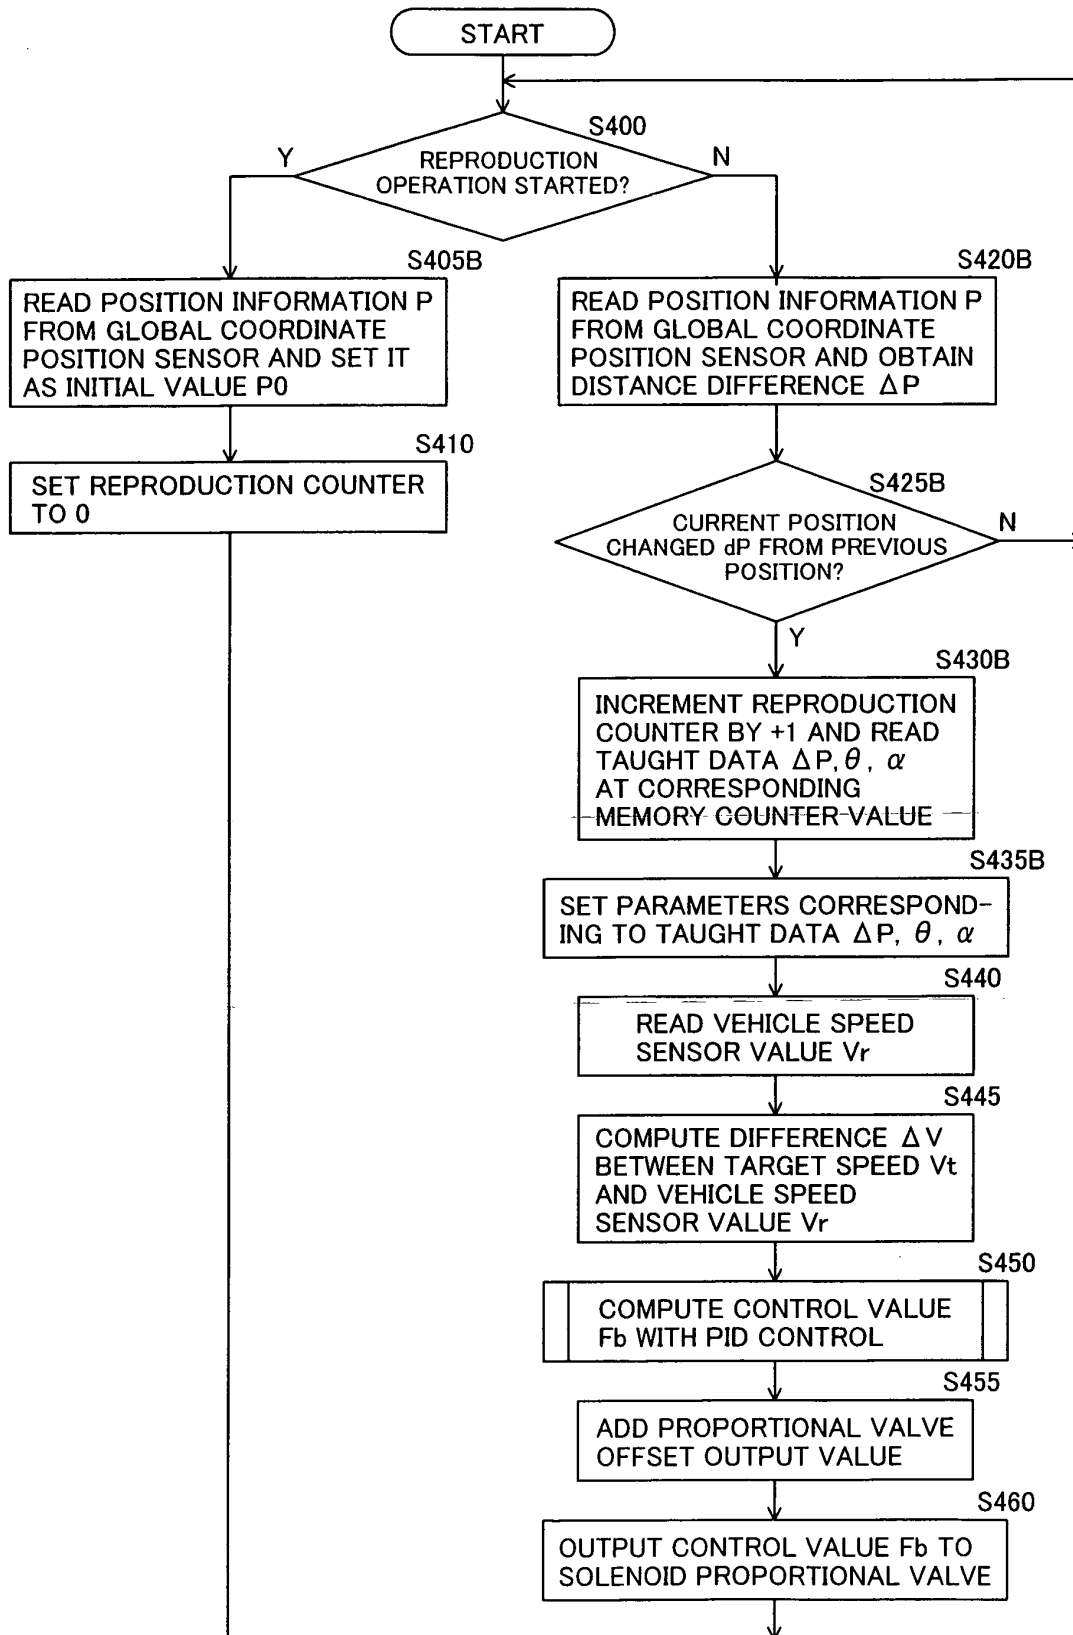 START
S400
Y
REPRODUCTION
OPERATION STARTED?
N
S405B
READ POSITION INFORMATION P
FROM GLOBAL COORDINATE
POSITION SENSOR AND SET IT
AS INITIAL VALUE P0
S410
SET REPRODUCTION COUNTER
TO 0
S420B
READ POSITION INFORMATION P
FROM GLOBAL COORDINATE
POSITION SENSOR AND OBTAIN
DISTANCE DIFFERENCE ΔP
S425B
CURRENT POSITION
CHANGED dP FROM PREVIOUS
POSITION?
N
Y
S430B
INCREMENT REPRODUCTION
COUNTER BY +1 AND READ
TAUGHT DATA ΔP, θ, α
AT CORRESPONDING
MEMORY COUNTER VALUE
S435B
SET PARAMETERS CORRESPOND-
ING TO TAUGHT DATA ΔP, θ, α
S440
READ VEHICLE SPEED
SENSOR VALUE Vr
S445
COMPUTE DIFFERENCE ΔV
BETWEEN TARGET SPEED Vt
AND VEHICLE SPEED
SENSOR VALUE Vr
S450
COMPUTE CONTROL VALUE
Fb WITH PID CONTROL
S455
ADD PROPORTIONAL VALVE
OFFSET OUTPUT VALUE
S460
OUTPUT CONTROL VALUE Fb TO
SOLENOID PROPORTIONAL VALVE